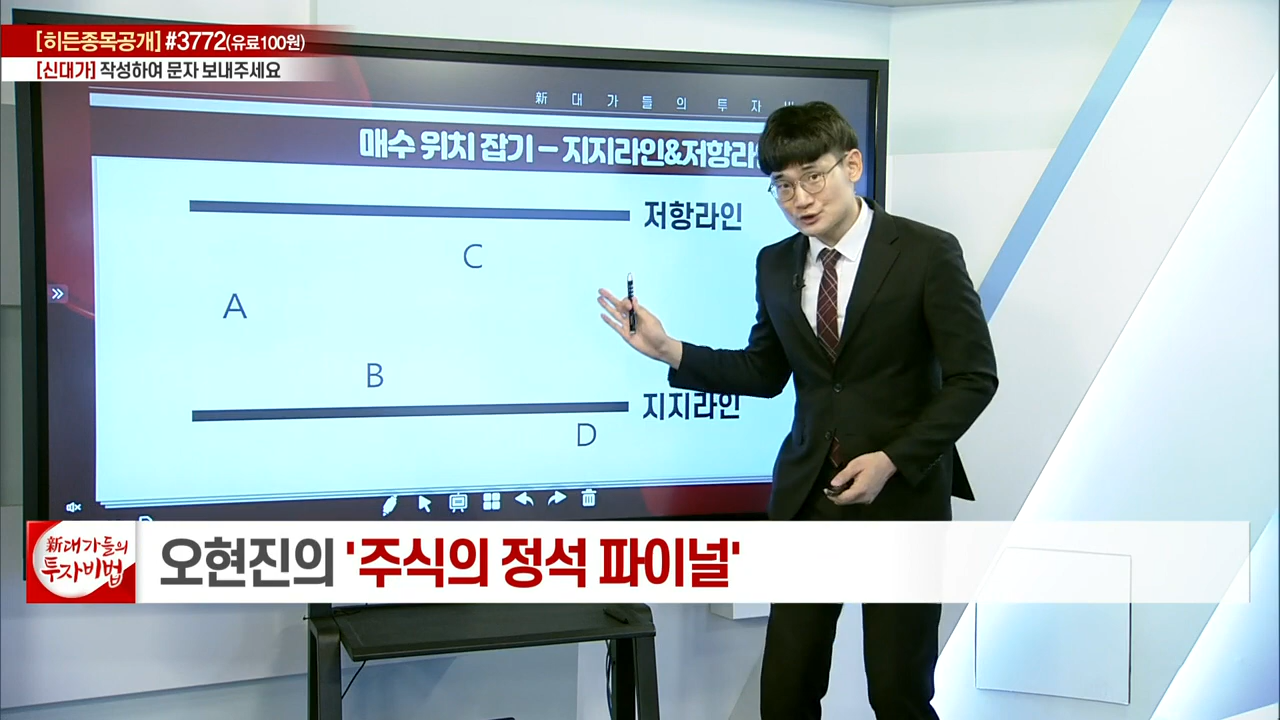 [히든종목공개] #3772(유료100원)
[신대가] 작성하여 문자 보내주세요
新 대 가 들 의 투 자
매수 위치 잡기 – 지지라인&저항라
저항라인
C
A
B
지지라인
D
新대가들의
투자비법
오현진의 '주식의 정석 파이널'